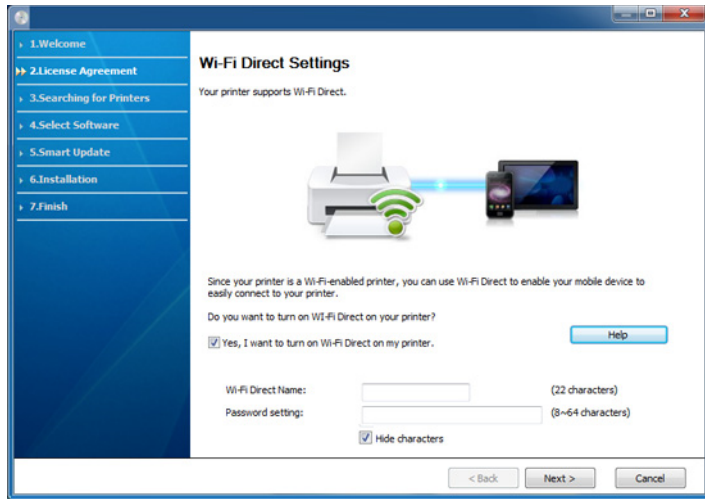 1.Welcome
2.License Agreement
3.Searching for Printers
4.Select Software
5.Smart Update
6.Installation
7.Finish
Wi-Fi Direct Settings
Your printer supports Wi-Fi Direct.
Since your printer is a Wi-Fi-enabled printer, you can use Wi-Fi Direct to enable your mobile device to
easily connect to your printer.
Do you want to turn on WI-Fi Direct on your printer?
Yes, I want to turn on Wi-Fi Direct on my printer.
Help
Wi-Fi Direct Name:
(22 characters)
Password setting:
(8~64 characters)
Hide characters
< Back
Next >
Cancel